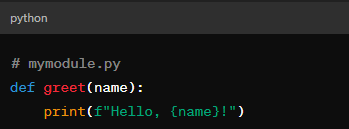 python
# mymodule.py
def greet(name):
    print(f"Hello, {name}!")